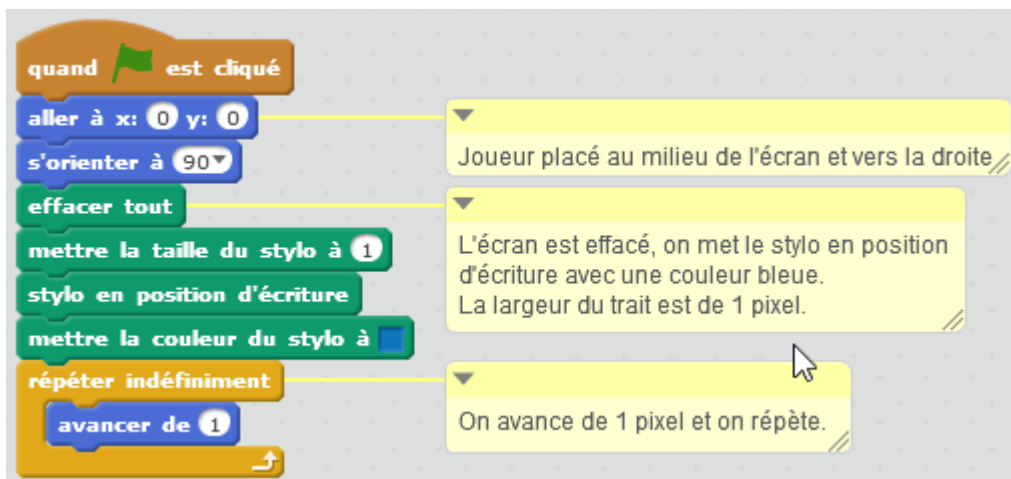 quand est cliqué
aller à x: 0 y: 0
s'orienter à 90
effacer tout
mettre la taille du stylo à 1
stylo en position d'écriture
mettre la couleur du stylo à
répéter indéfiniment
avancer de 1
Joueur placé au milieu de l'écran et vers la droite
L'écran est effacé, on met le stylo en position
d'écriture avec une couleur bleue.
La largeur du trait est de 1 pixel.
On avance de 1 pixel et on répète.